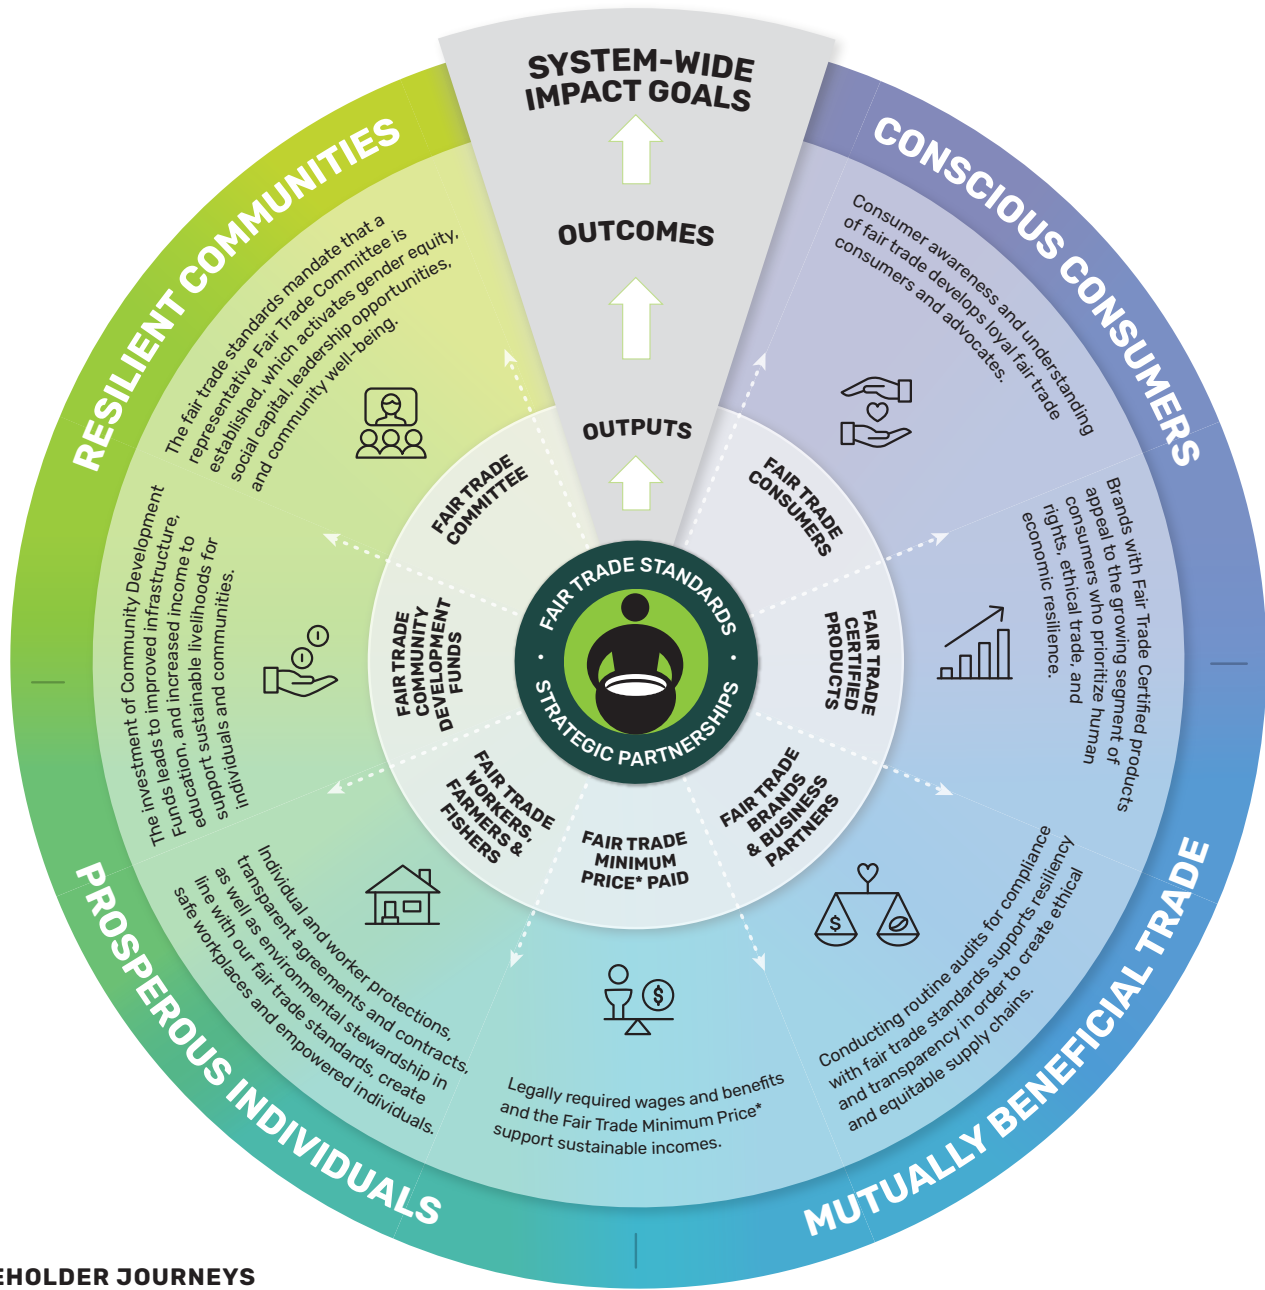 SYSTEM-WIDE
IMPACT GOALS
OUTCOMES
OUTPUTS
FAIR TRADE STANDARDS
STRATEGIC PARTNERSHIPS
CONSCIOUS CONSUMERS
Consumer awareness and understanding
of fair trade develops loyal fair trade
consumers and advocates.
FAIR TRADE
CONSUMERS
Brands with Fair Trade Certified products
appeal to the growing segment of
consumers who prioritize human
rights, ethical trade, and
economic resilience.
FAIR TRADE
CERTIFIED
PRODUCTS
MUTUALLY BENEFICIAL TRADE
Conducting routine audits for compliance
with fair trade standards supports resiliency
and transparency in order to create ethical
and equitable supply chains.
FAIR TRADE
BRANDS
& BUSINESS
PARTNERS
FAIR TRADE
MINIMUM
PRICE* PAID
Legally required wages and benefits
and the Fair Trade Minimum Price*
support sustainable incomes.
PROSPEROUS INDIVIDUALS
FAIR TRADE
WORKERS,
FARMERS &
FISHERS
Individual and worker protections,
transparent agreements and contracts,
as well as environmental stewardship in
line with our fair trade standards, create
safe workplaces and empowered individuals.
FAIR TRADE
COMMUNITY
DEVELOPMENT
FUNDS
The investment of Community Development
Funds leads to improved infrastructure,
education, and increased income to
support sustainable livelihoods for
individuals and communities.
RESILIENT COMMUNITIES
The fair trade standards mandate that a
representative Fair Trade Committee is
established, which activates gender equity,
social capital, leadership opportunities,
and community well-being.
FAIR TRADE
COMMITTEE
$
$
EHOLDER JOURNEYS